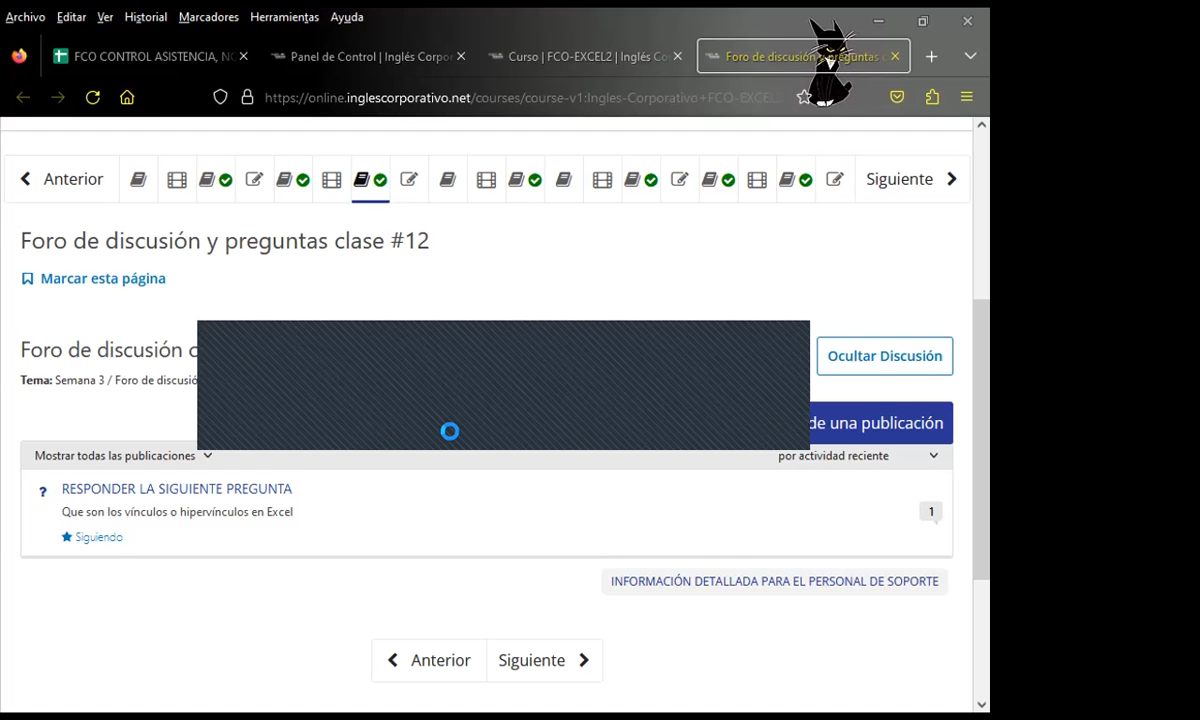 Archivo Editar Ver Historial Marcadores Herramientas Ayuda
FCO CONTROL ASISTENCIA, NO Panel de Control | Inglés Corpo Curso | FCO-EXCEL2 | Inglés Co Foro de discusión y preguntas c
https://online.inglescorporativo.net/courses/course-v1:Ingles-Corporativo+FCO-EXCEL2
Anterior Siguiente
Foro de discusión y preguntas clase #12
Marcar esta página
Foro de discusión c
Ocultar Discusión
Tema: Semana 3 / Foro de discusió
de una publicación
Mostrar todas las publicaciones por actividad reciente
? RESPONDER LA SIGUIENTE PREGUNTA
Que son los vínculos o hipervínculos en Excel 1
Siguiendo
INFORMACIÓN DETALLADA PARA EL PERSONAL DE SOPORTE
Anterior Siguiente